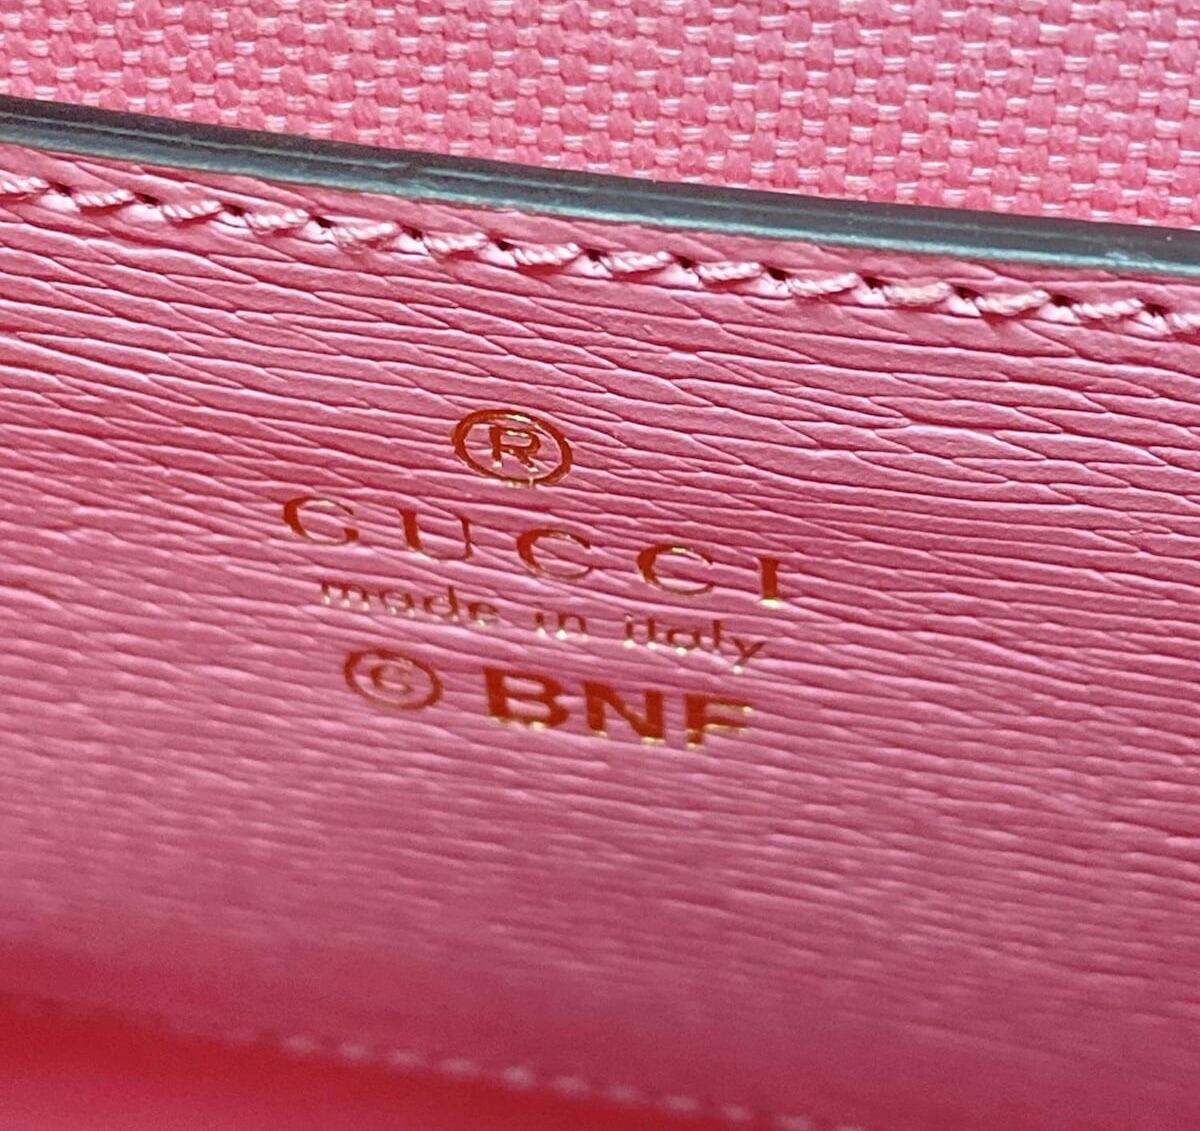 ®
GUCCI
made in italy
© BNF